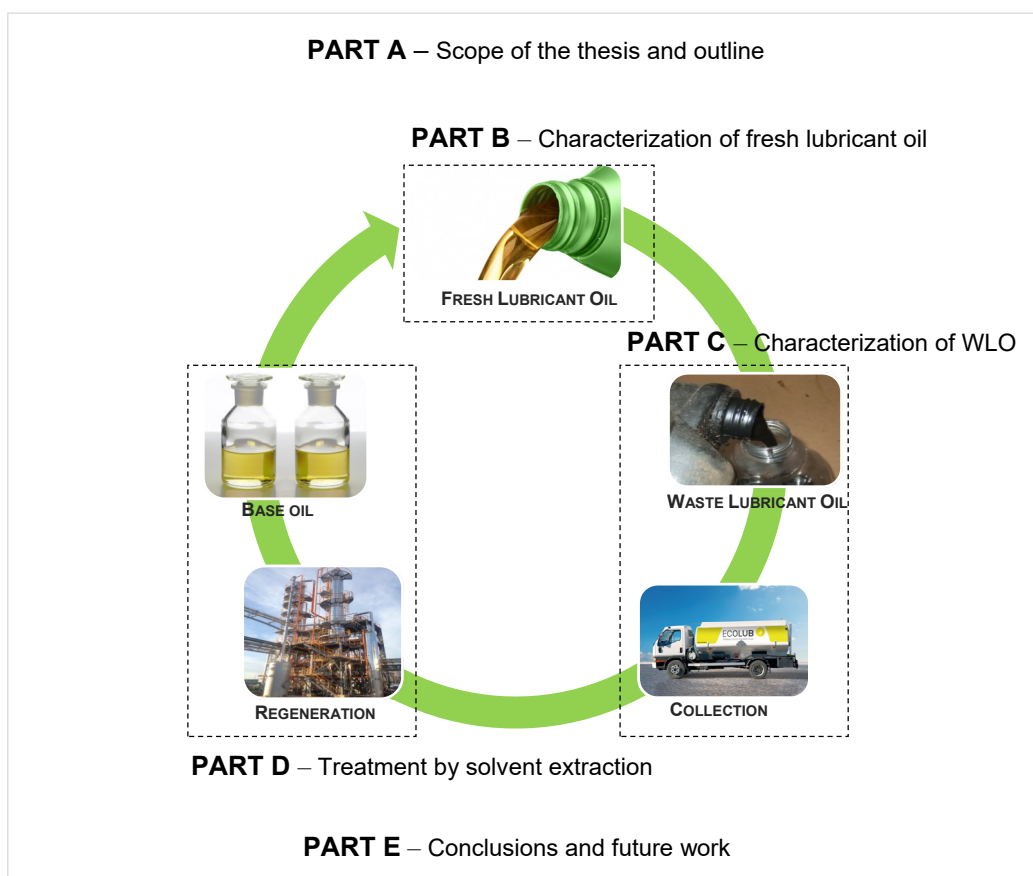 PART A – Scope of the thesis and outline
PART B – Characterization of fresh lubricant oil
FRESH LUBRICANT OIL
PART C – Characterization of WLO
WASTE LUBRICANT OIL
BASE OIL
ECOLUB
REGENERATION
COLLECTION
PART D – Treatment by solvent extraction
PART E – Conclusions and future work